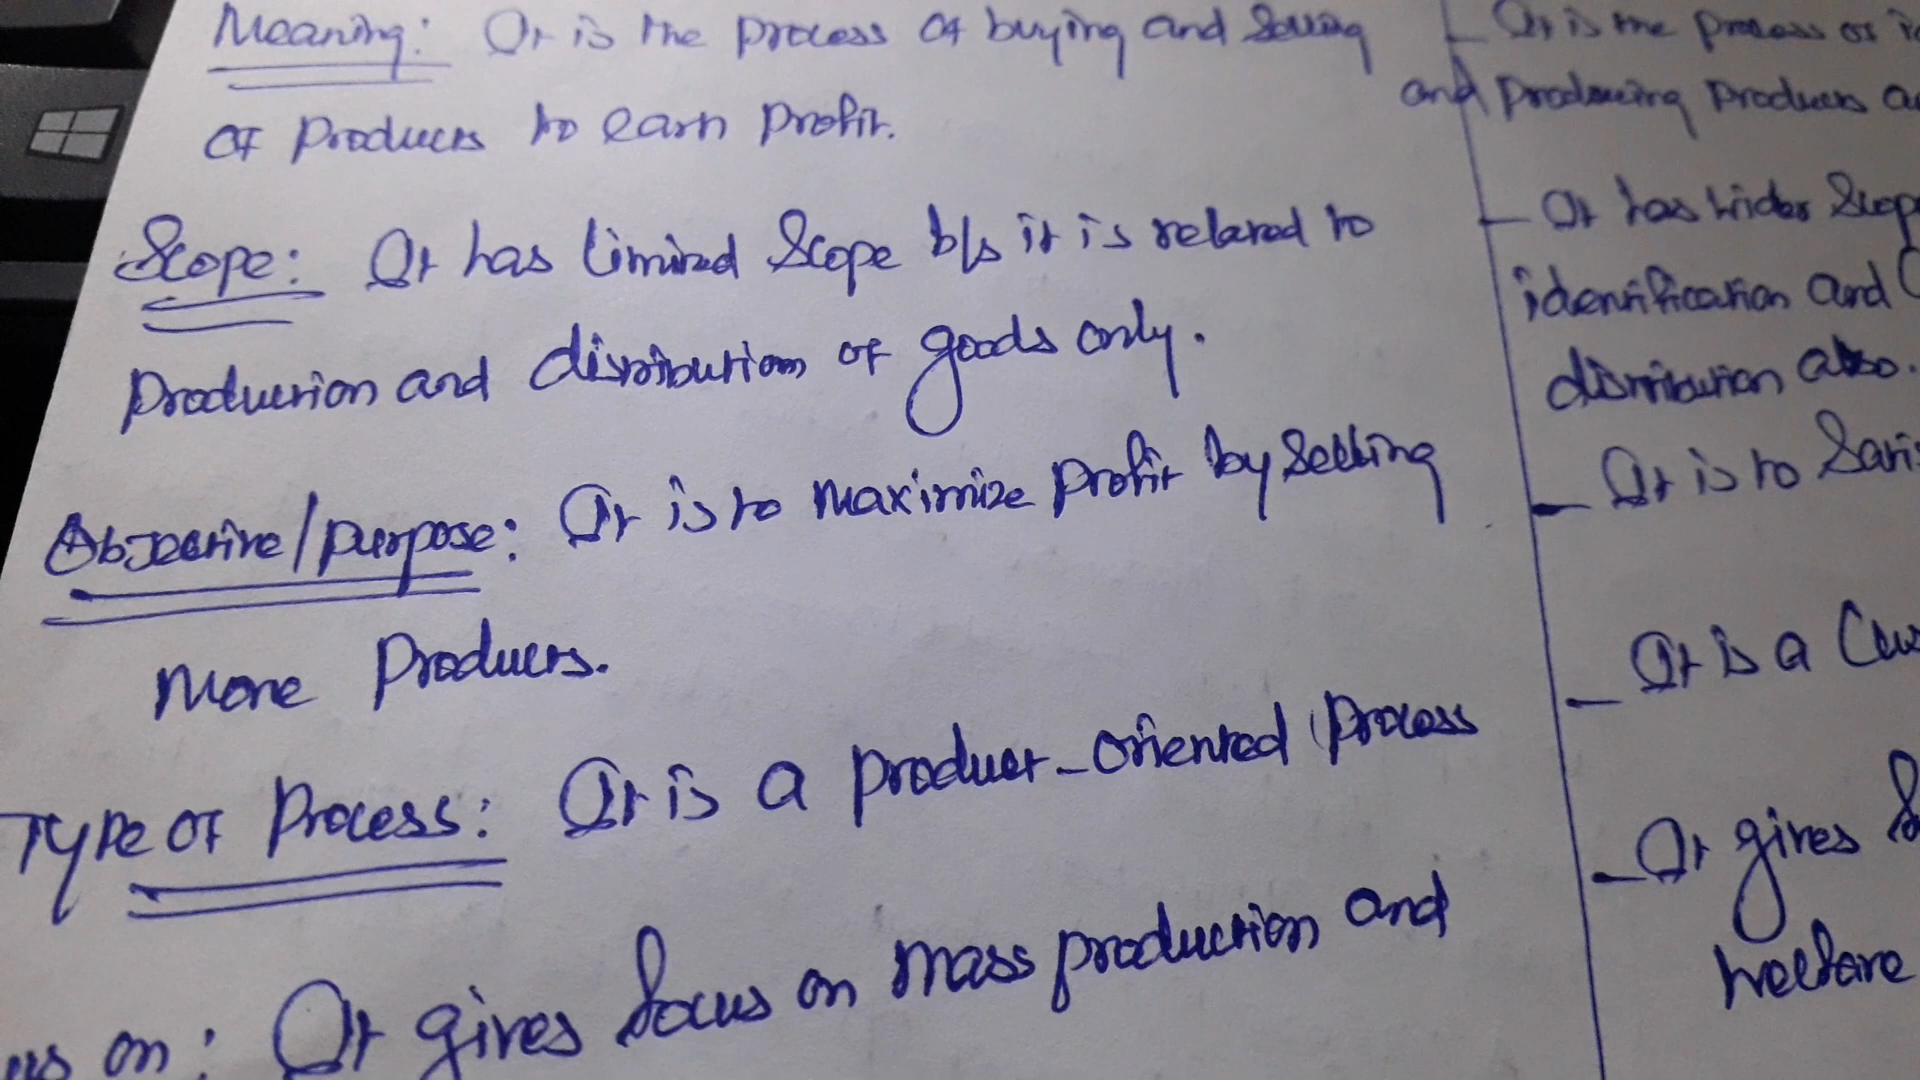 Meaning: It is the process of buying and selling
of products to earn profit.
Scope: It has limited scope b/s it is related to
production and distribution of goods only.
Objective/purpose: It is to maximize profit by selling
more products.
Type of Process: It is a product-oriented process
us on: It gives focus on mass production and
- It is the process of
and producing products
- It has wider Scope
identification and
distribution also.
- It is to
- It is a
- It gives
welfare